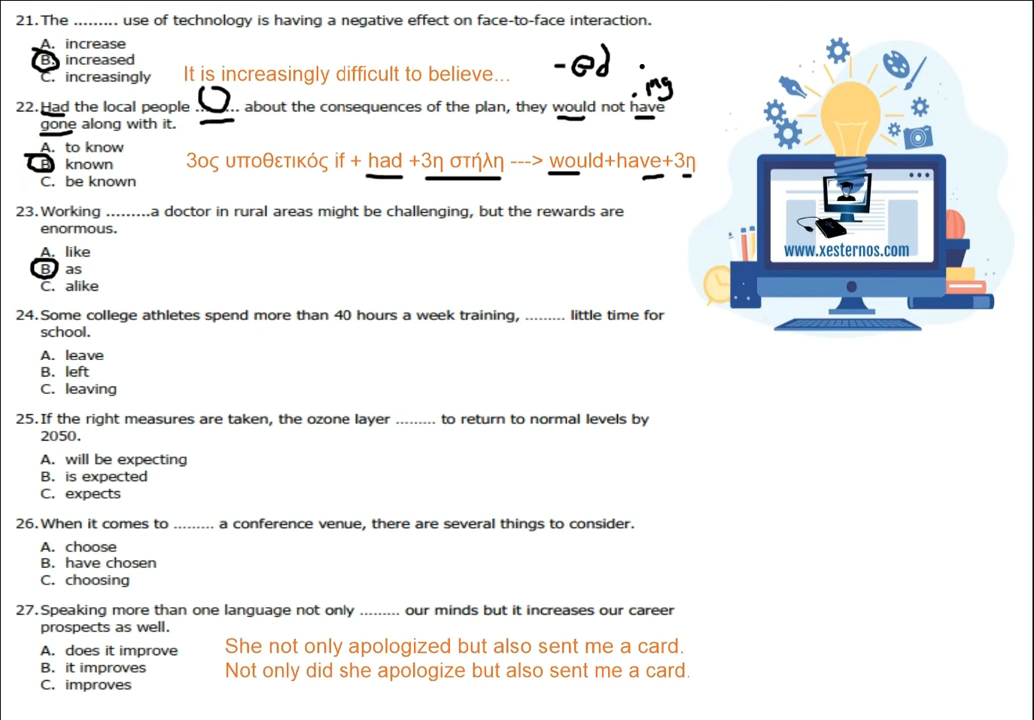 21. The ......... use of technology is having a negative effect on face-to-face interaction.
A. increase
B. increased
C. increasingly
It is increasingly difficult to believe...
-ed .
.ing
22. Had the local people ......... about the consequences of the plan, they would not have
gone along with it.
A. to know
B. known
C. be known
3ος υποθετικός if + had +3η στήλη ---> would+have+3η
23. Working .........a doctor in rural areas might be challenging, but the rewards are
enormous.
A. like
B. as
C. alike
24. Some college athletes spend more than 40 hours a week training, ......... little time for
school.
A. leave
B. left
C. leaving
25. If the right measures are taken, the ozone layer ......... to return to normal levels by
2050.
A. will be expecting
B. is expected
C. expects
26. When it comes to ......... a conference venue, there are several things to consider.
A. choose
B. have chosen
C. choosing
27. Speaking more than one language not only ......... our minds but it increases our career
prospects as well.
A. does it improve
B. it improves
C. improves
She not only apologized but also sent me a card.
Not only did she apologize but also sent me a card.
www.xesternos.com